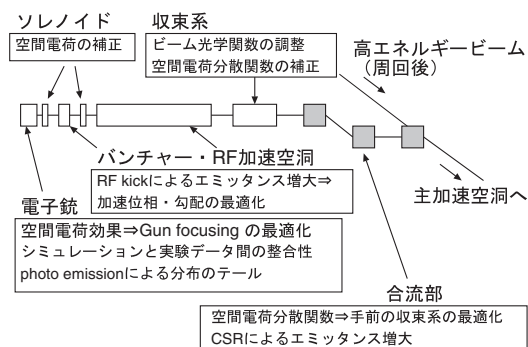 ソレノイド
空間電荷の補正
収束系
ビーム光学関数の調整
空間電荷分散関数の補正
高エネルギービーム
（周回後）
バンチャー・RF加速空洞
RF kickによるエミッタンス増大⇒
加速位相・勾配の最適化
主加速空洞へ
電子銃
空間電荷効果⇒Gun focusing の最適化
シミュレーションと実験データ間の整合性
photo emissionによる分布のテール
合流部
空間電荷分散関数⇒手前の収束系の最適化
CSRによるエミッタンス増大